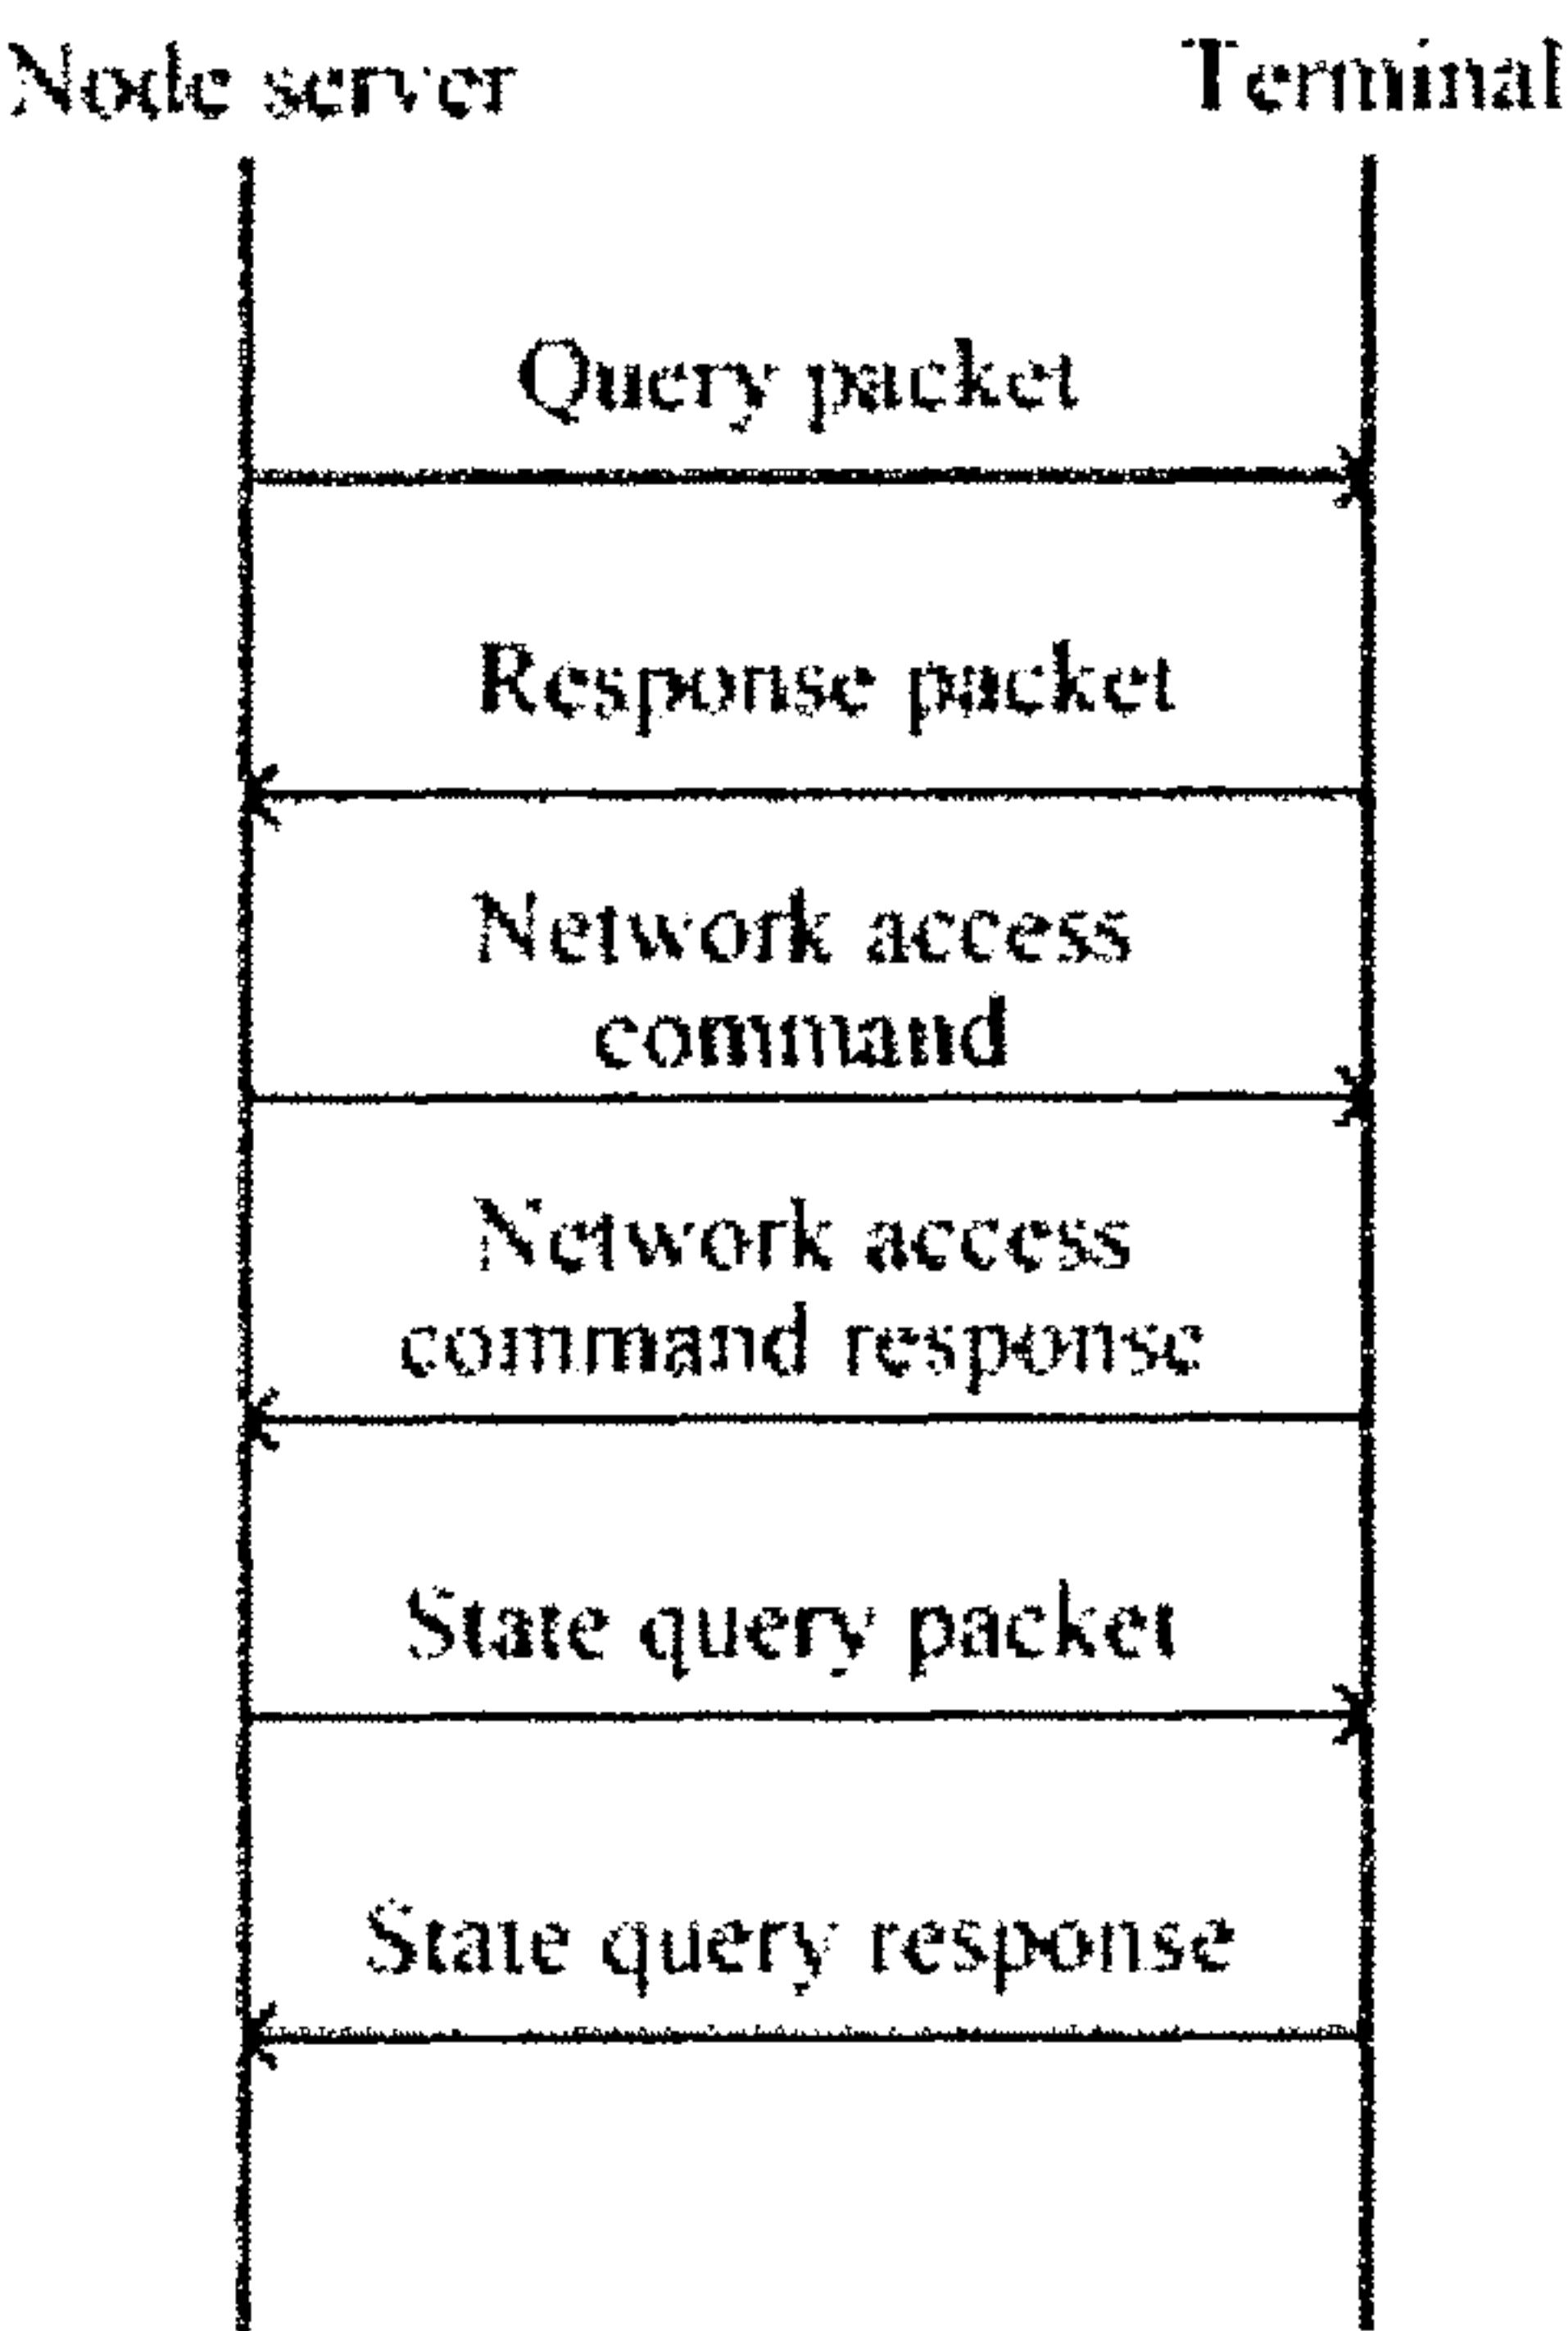 Node server
Terminal
Query packet
Response packet
Network access
command
Network access
command response
State query packet
State query response